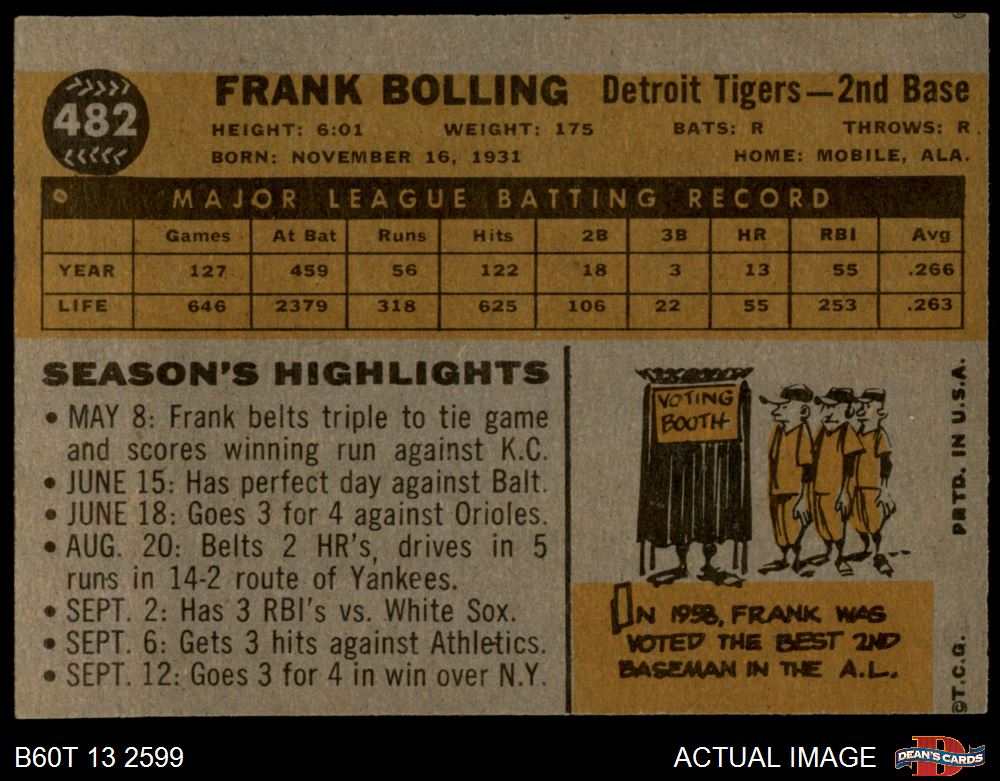 482
FRANK BOLLING Detroit Tigers—2nd Base
HEIGHT: 6:01 WEIGHT: 175 BATS: R THROWS: R.
BORN: NOVEMBER 16, 1931 HOME: MOBILE, ALA.
MAJOR LEAGUE BATTING RECORD
Games At Bat Runs Hits 2B 3B HR RBI Avg
YEAR 127 459 56 122 18 3 13 55 .266
LIFE 646 2379 318 625 106 22 55 253 .263
SEASON'S HIGHLIGHTS
• MAY 8: Frank belts triple to tie game
and scores winning run against K.C.
• JUNE 15: Has perfect day against Balt.
• JUNE 18: Goes 3 for 4 against Orioles.
• AUG. 20: Belts 2 HR's, drives in 5
runs in 14-2 route of Yankees.
• SEPT. 2: Has 3 RBI's vs. White Sox.
• SEPT. 6: Gets 3 hits against Athletics.
• SEPT. 12: Goes 3 for 4 in win over N.Y.
VOTING
BOOTH
IN 1958, FRANK WAS
VOTED THE BEST 2ND
BASEMAN IN THE A.L.
©T.C.G. PRTD. IN U.S.A.
B60T 13 2599 ACTUAL IMAGE
D
DEAN'S CARDS